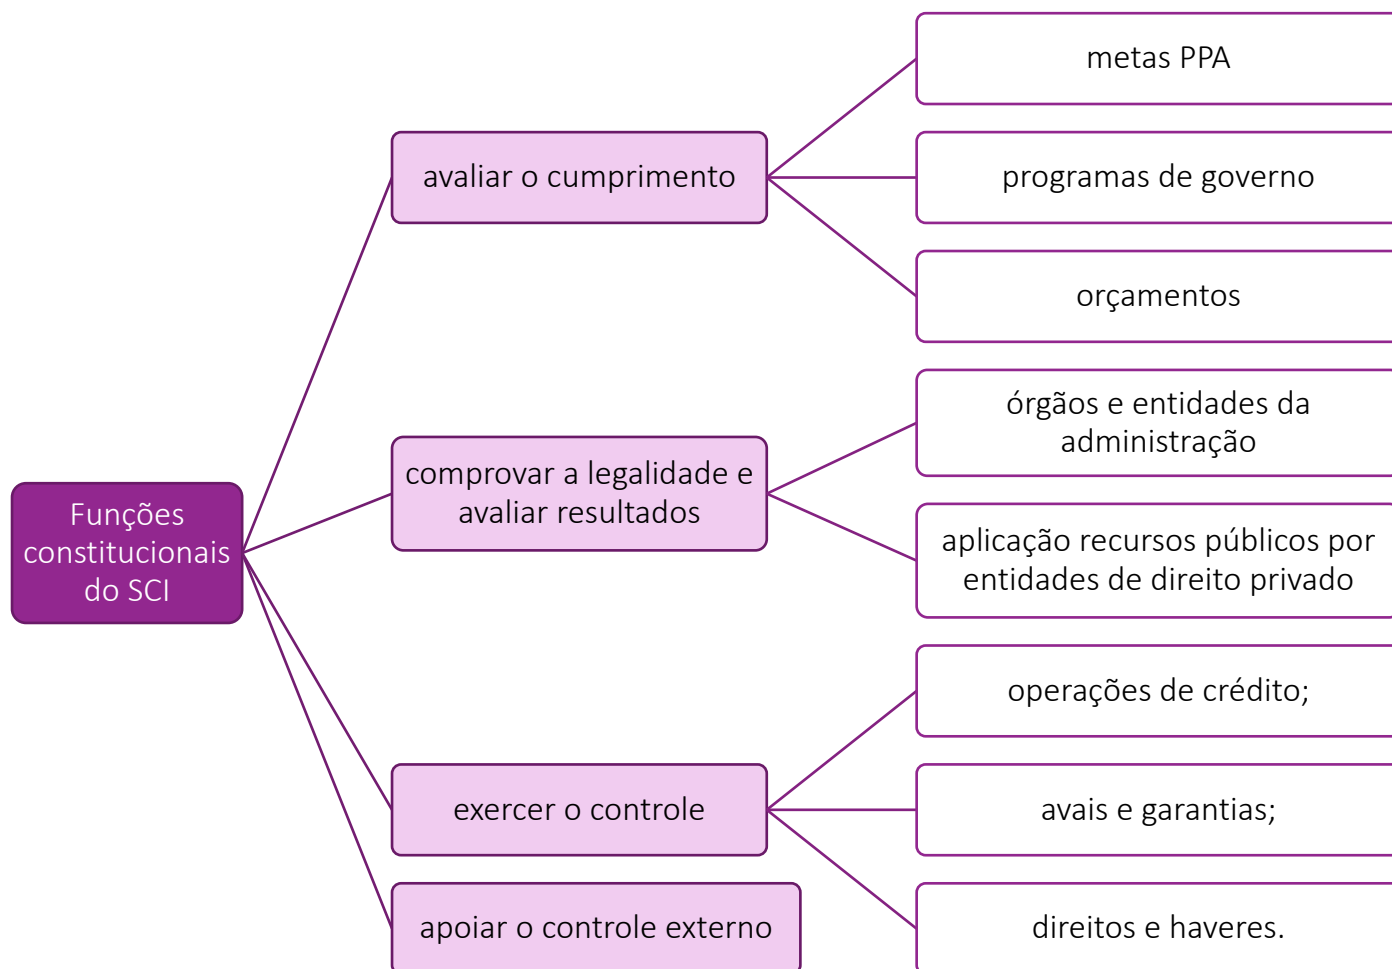 Funções
constitucionais
do SCI
avaliar o cumprimento
metas PPA
programas de governo
orçamentos
comprovar a legalidade e
avaliar resultados
órgãos e entidades da
administração
aplicação recursos públicos por
entidades de direito privado
exercer o controle
operações de crédito;
avais e garantias;
direitos e haveres.
apoiar o controle externo